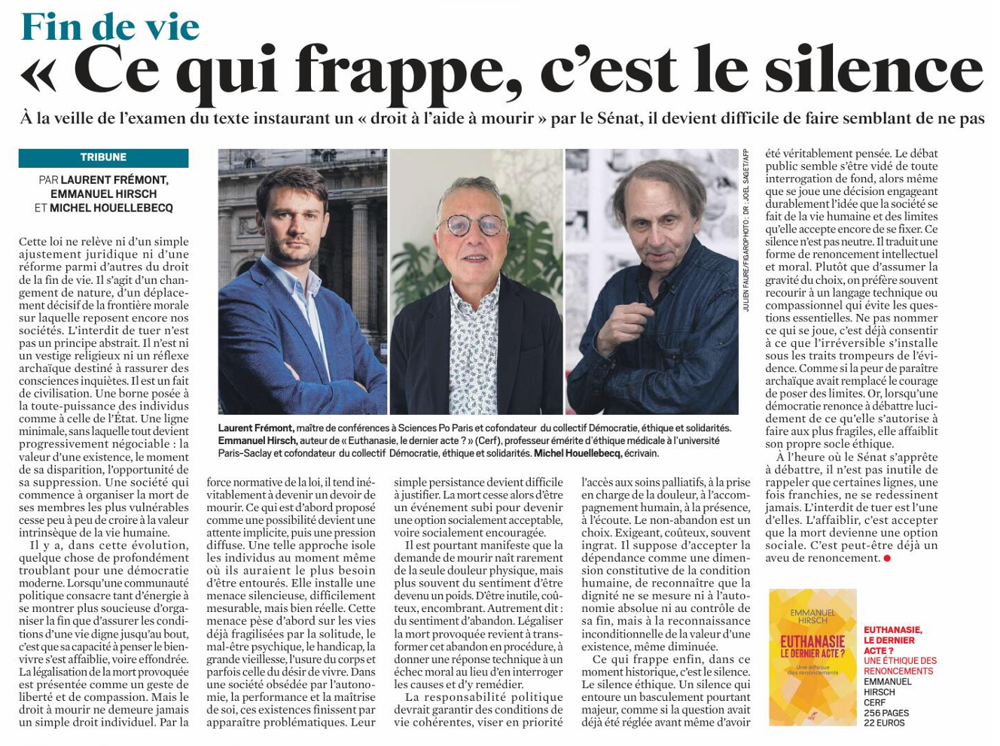 Fin de vie
« Ce qui frappe, c’est le silence
À la veille de l’examen du texte instaurant un « droit à l’aide à mourir » par le Sénat, il devient difficile de faire semblant de ne pas
TRIBUNE
PAR LAURENT FRÉMONT,
EMMANUEL HIRSCH
ET MICHEL HOUELLEBECQ
Cette loi ne relève ni d’un simple
ajustement juridique ni d’une
réforme parmi d’autres du droit
de la fin de vie. Il s’agit d’un chan-
gement de nature, d’un déplace-
ment décisif de la frontière morale
sur laquelle reposent encore nos
sociétés. L’interdit de tuer n’est
pas un principe abstrait. Il n’est ni
un vestige religieux ni un réflexe
archaïque destiné à rassurer des
consciences inquiètes. Il est un fait
de civilisation. Une borne posée à
la toute-puissance des individus
comme à celle de l’État. Une ligne
minimale, sans laquelle tout devient
progressivement négociable : la
valeur d’une existence, le moment
de sa disparition, l’opportunité de
sa suppression. Une société qui
commence à organiser la mort de
ses membres les plus vulnérables
cesse peu à peu de croire à la valeur
intrinsèque de la vie humaine.
Il y a, dans cette évolution,
quelque chose de profondément
troublant pour une démocratie
moderne. Lorsqu’une communauté
politique consacre tant d’énergie à
se montrer plus soucieuse d’orga-
niser la fin que d’assurer les condi-
tions d’une vie digne jusqu’au bout,
c’est que sa capacité à penser le bien-
vivre s’est affaiblie, voire effondrée.
La légalisation de la mort provoquée
est présentée comme un geste de
liberté et de compassion. Mais le
droit à mourir ne demeure jamais
un simple droit individuel. Par la
JULIEN FAURE/FIGAROPHOTO ; DR ; JOEL SAGET/AFP
Laurent Frémont, maître de conférences à Sciences Po Paris et cofondateur du collectif Démocratie, éthique et solidarités.
Emmanuel Hirsch, auteur de « Euthanasie, le dernier acte ? » (Cerf), professeur émérite d’éthique médicale à l’université
Paris-Saclay et cofondateur du collectif Démocratie, éthique et solidarités. Michel Houellebecq, écrivain.
force normative de la loi, il tend iné-
vitablement à devenir un devoir de
mourir. Ce qui est d’abord proposé
comme une possibilité devient une
attente implicite, puis une pression
diffuse. Une telle approche isole
les individus au moment même
où ils auraient le plus besoin
d’être entourés. Elle installe une
menace silencieuse, difficilement
mesurable, mais bien réelle. Cette
menace pèse d’abord sur les vies
déjà fragilisées par la solitude, le
mal-être psychique, le handicap, la
grande vieillesse, l’usure du corps et
parfois celle du désir de vivre. Dans
une société obsédée par l’autono-
mie, la performance et la maîtrise
de soi, ces existences finissent par
apparaître problématiques. Leur
simple persistance devient difficile
à justifier. La mort cesse alors d’être
un événement subi pour devenir
une option socialement acceptable,
voire socialement encouragée.
Il est pourtant manifeste que la
demande de mourir naît rarement
de la seule douleur physique, mais
plus souvent du sentiment d’être
devenu un poids. D’être inutile, coû-
teux, encombrant. Autrement dit :
du sentiment d’abandon. Légaliser
la mort provoquée revient à trans-
former cet abandon en procédure, à
donner une réponse technique à un
échec moral au lieu d’en interroger
les causes et d’y remédier.
La responsabilité politique
devrait garantir des conditions de
vie cohérentes, viser en priorité
l’accès aux soins palliatifs, à la prise
en charge de la douleur, à l’accom-
pagnement humain, à la présence,
à l’écoute. Le non-abandon est un
choix. Exigeant, coûteux, souvent
ingrat. Il suppose d’accepter la
dépendance comme une dimen-
sion constitutive de la condition
humaine, de reconnaître que la
dignité ne se mesure ni à l’auto-
nomie absolue ni au contrôle de
sa fin, mais à la reconnaissance
inconditionnelle de la valeur d’une
existence, même diminuée.
Ce qui frappe enfin, dans ce
moment historique, c’est le silence.
Le silence éthique. Un silence qui
entoure un basculement pourtant
majeur, comme si la question avait
déjà été réglée avant même d’avoir
été véritablement pensée. Le débat
public semble s’être vidé de toute
interrogation de fond, alors même
que se joue une décision engageant
durablement l’idée que la société se
fait de la vie humaine et des limites
qu’elle accepte encore de se fixer. Ce
silence n’est pas neutre. Il traduit une
forme de renoncement intellectuel
et moral. Plutôt que d’assumer la
gravité du choix, on préfère souvent
recourir à un langage technique ou
compassionnel qui évite les ques-
tions essentielles. Ne pas nommer
ce qui se joue, c’est déjà consentir
à ce que l’irréversible s’installe
sous les traits trompeurs de l’évi-
dence. Comme si la peur de paraître
archaïque avait remplacé le courage
de poser des limites. Or, lorsqu’une
démocratie renonce à débattre luci-
dement de ce qu’elle s’autorise à
faire aux plus fragiles, elle affaiblit
son propre socle éthique.
À l’heure où le Sénat s’apprête
à débattre, il n’est pas inutile de
rappeler que certaines lignes, une
fois franchies, ne se redessinent
jamais. L’interdit de tuer est l’une
d’elles. L’affaiblir, c’est accepter
que la mort devienne une option
sociale. C’est peut-être déjà un
aveu de renoncement.
EMMANUEL
HIRSCH
EUTHANASIE
LE DERNIER ACTE ?
Une éthique
des renoncements
cerf
EUTHANASIE,
LE DERNIER
ACTE ?
UNE ÉTHIQUE DES
RENONCEMENTS
EMMANUEL
HIRSCH
CERF
256 PAGES
22 EUROS